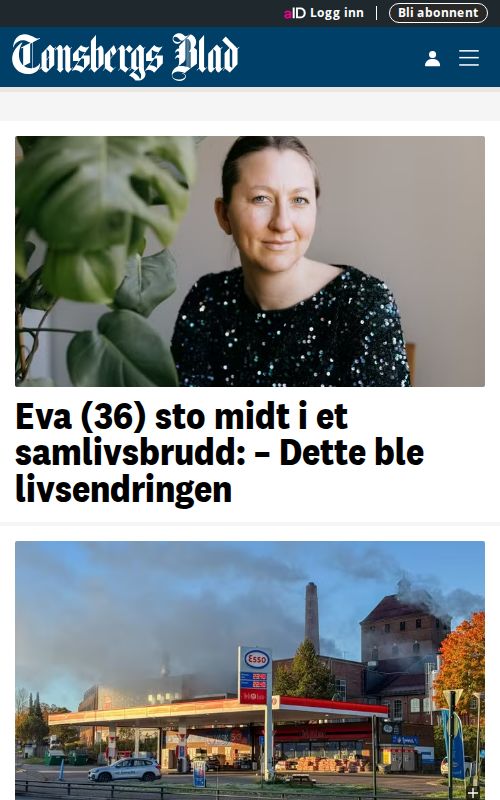 aID Logg inn
Bli abonnent
Tønsbergs Blad
Eva (36) sto midt i et
samlivsbrudd: – Dette ble
livsendringen
Esso